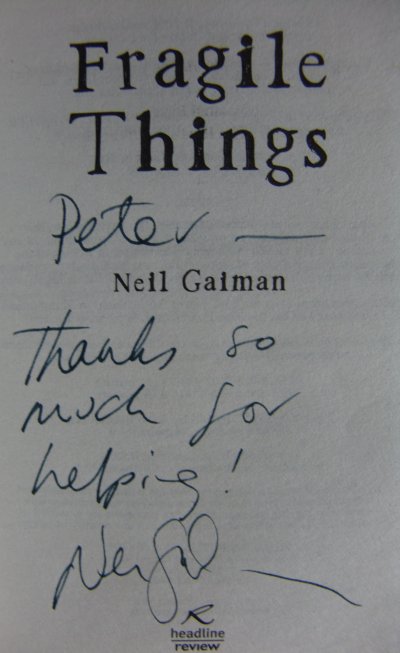 Fragile
Things
Peter —
Neil Gaiman
Thanks so
much for
helping!
headline
review